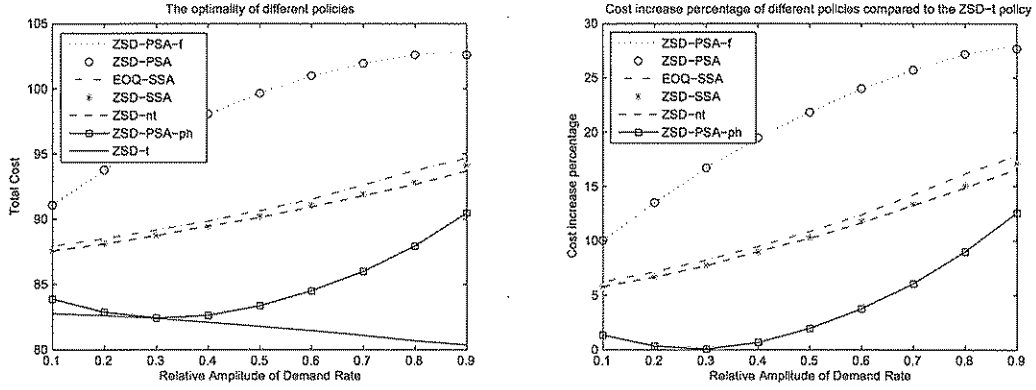 The optimality of different policies
105
100
95
90
85
80
Total Cost
ZSD-PSA-f
ZSD-PSA
EOQ-SSA
ZSD-SSA
ZSD-nt
ZSD-PSA-ph
ZSD-t
0.1 0.2 0.3 0.4 0.5 0.6 0.7 0.8 0.9
Relative Amplitude of Demand Rate
Cost increase percentage of different policies compared to the ZSD-t policy
30
25
20
15
100
5
0
Cost increase percentage
ZSD-PSA-f
ZSD-PSA
EOQ-SSA
ZSD-SSA
ZSD-nt
ZSD-PSA-ph
0.1 0.2 0.3 0.4 0.5 0.6 0.7 0.8 0.9
Relative Amplitude of Demand Rate